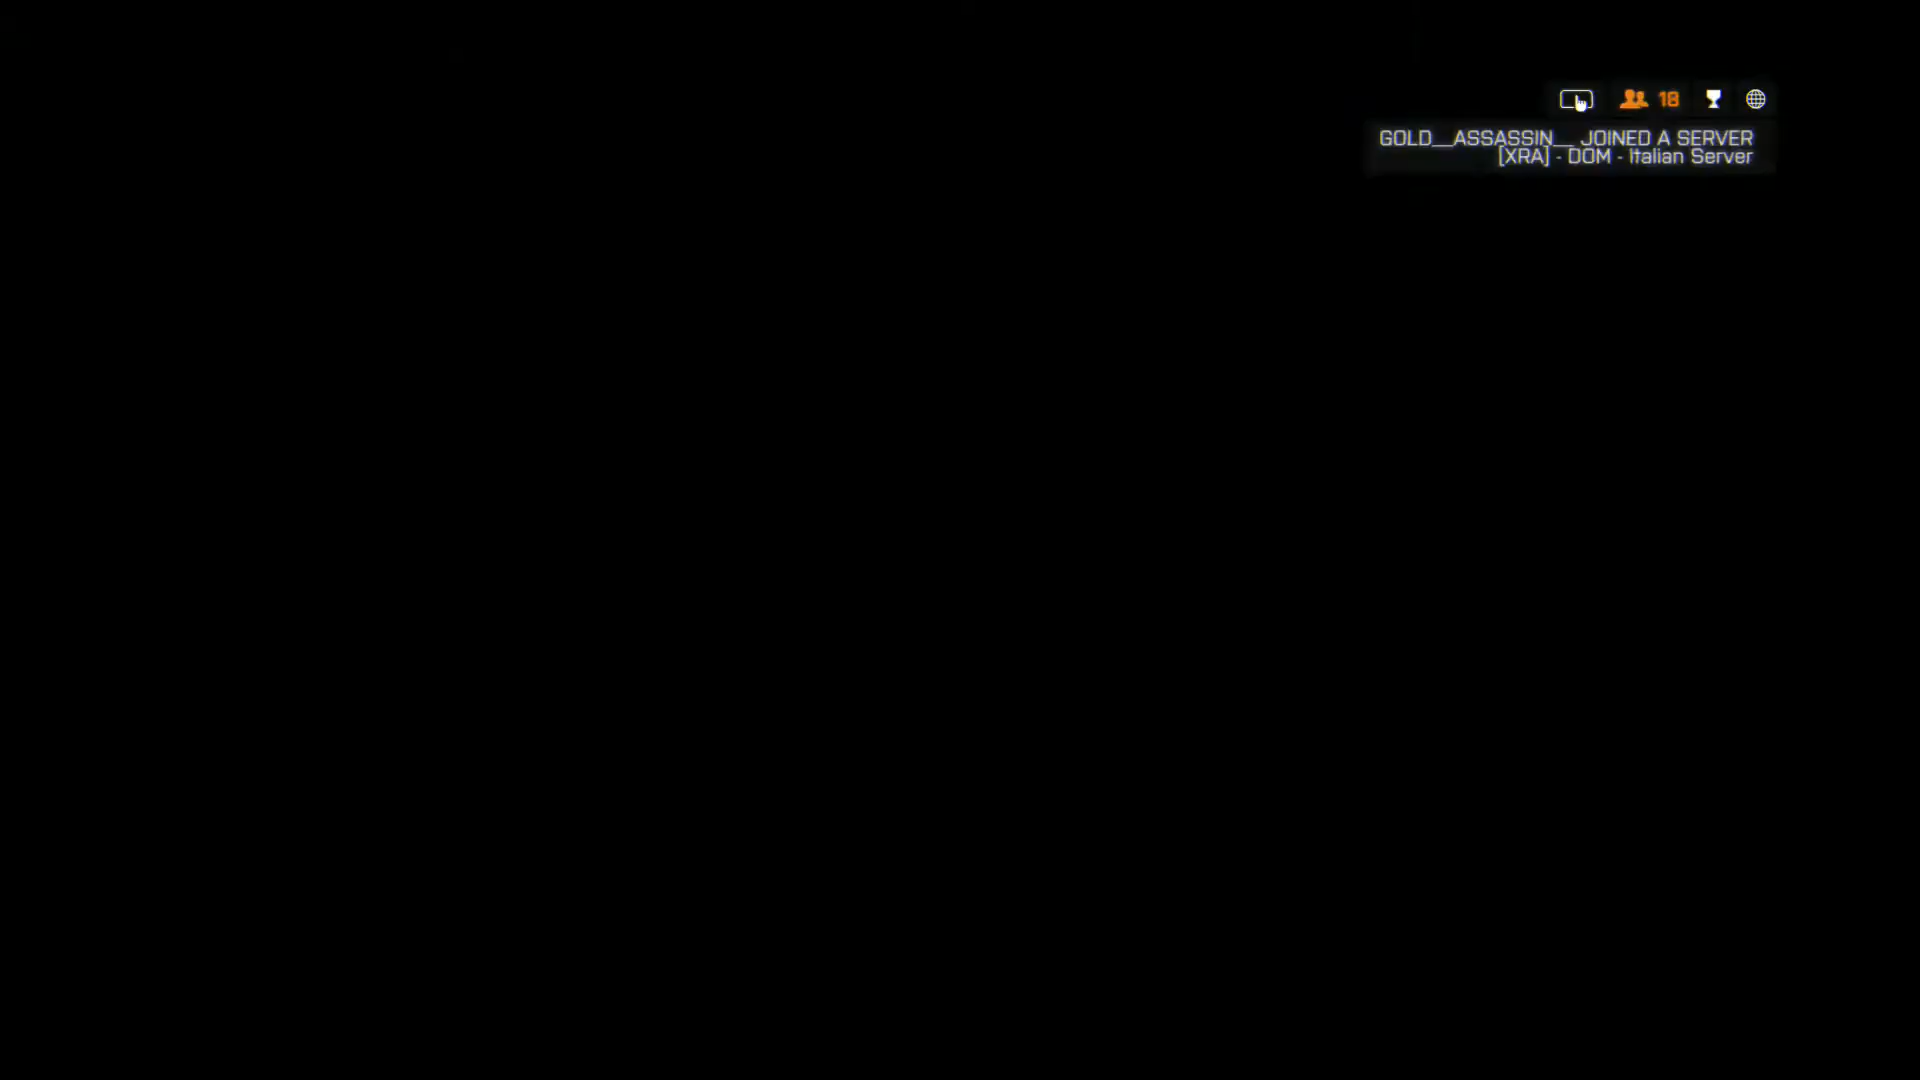 18
GOLD__ASSASSIN__ JOINED A SERVER
[XRA] - DOM - Italian Server